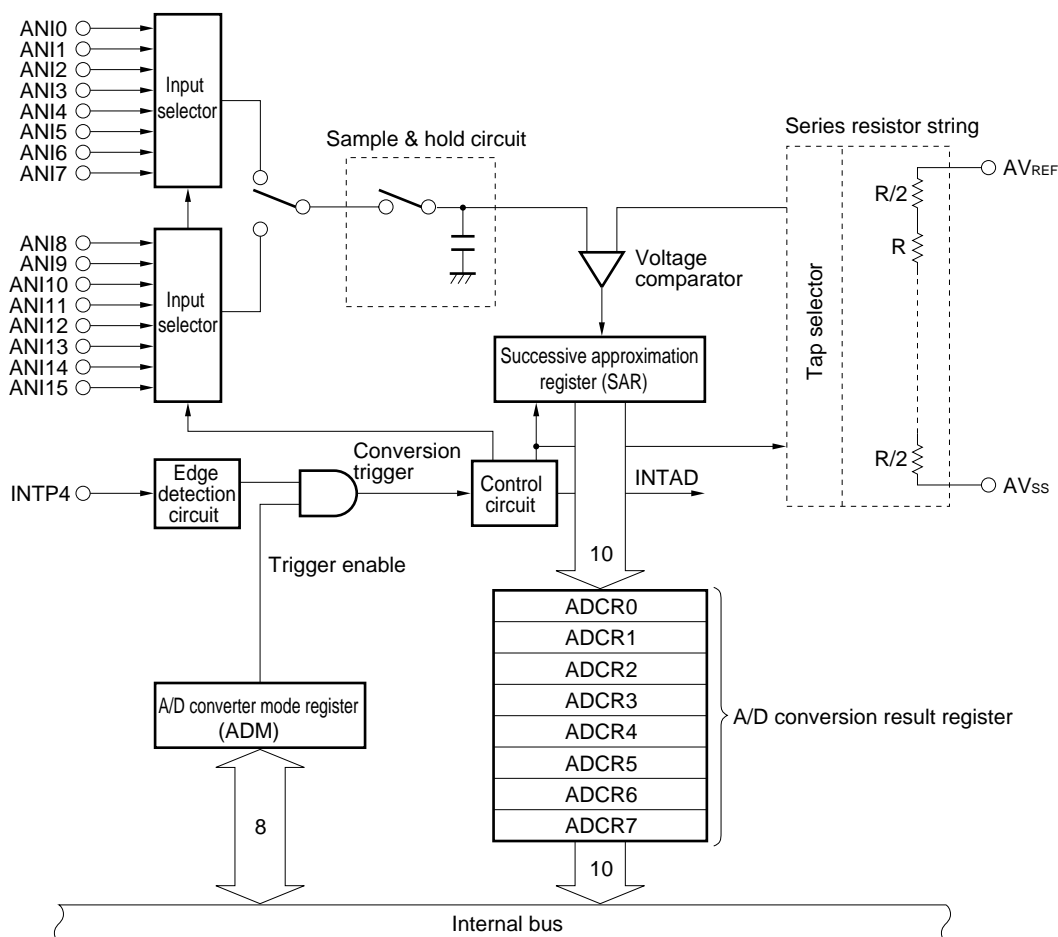 ANI0
ANI1
ANI2
ANI3
ANI4
ANI5
ANI6
ANI7
Input
selector
Sample & hold circuit
Series resistor string
AVREF
R/2
R
ANI8
ANI9
ANI10
ANI11
ANI12
ANI13
ANI14
ANI15
Input
selector
Voltage
comparator
Tap selector
Successive approximation
register (SAR)
R/2
AVSS
INTP4
Edge
detection
circuit
Conversion
trigger
Control
circuit
INTAD
Trigger enable
10
ADCR0
ADCR1
ADCR2
ADCR3
ADCR4
ADCR5
ADCR6
ADCR7
A/D conversion result register
A/D converter mode register
(ADM)
8
10
Internal bus